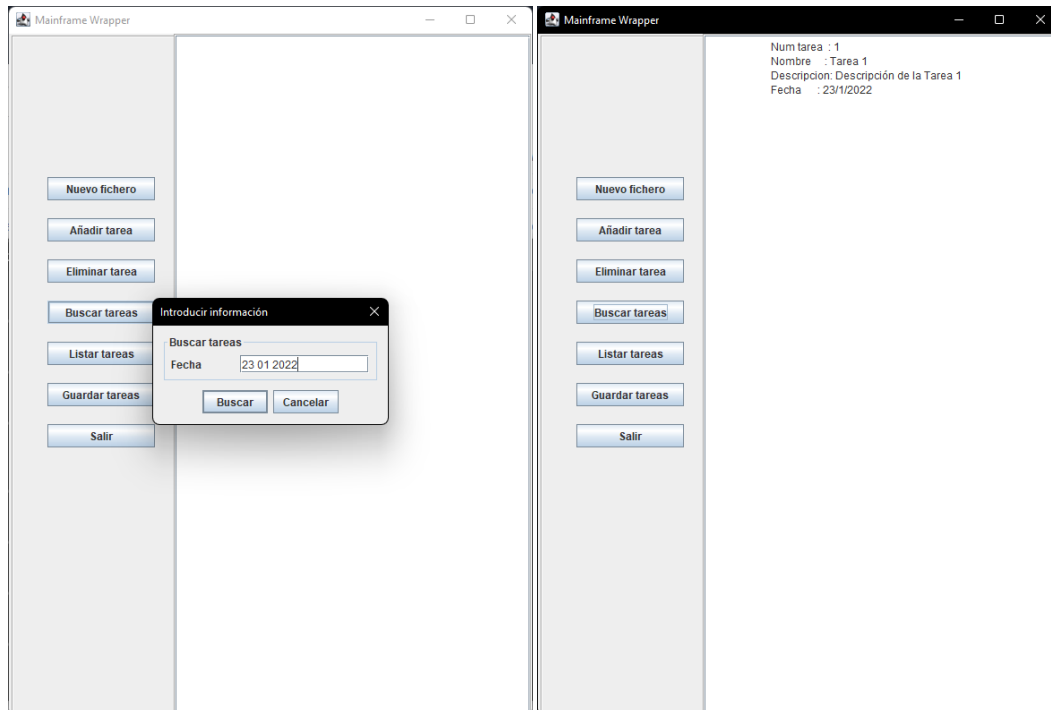 Mainframe Wrapper
Nuevo fichero
Añadir tarea
Eliminar tarea
Buscar tareas
Listar tareas
Guardar tareas
Salir
Introducir información
Buscar tareas
Fecha 23 01 2022
Buscar Cancelar
Mainframe Wrapper
Num tarea : 1
Nombre : Tarea 1
Descripcion: Descripción de la Tarea 1
Fecha : 23/1/2022
Nuevo fichero
Añadir tarea
Eliminar tarea
Buscar tareas
Listar tareas
Guardar tareas
Salir